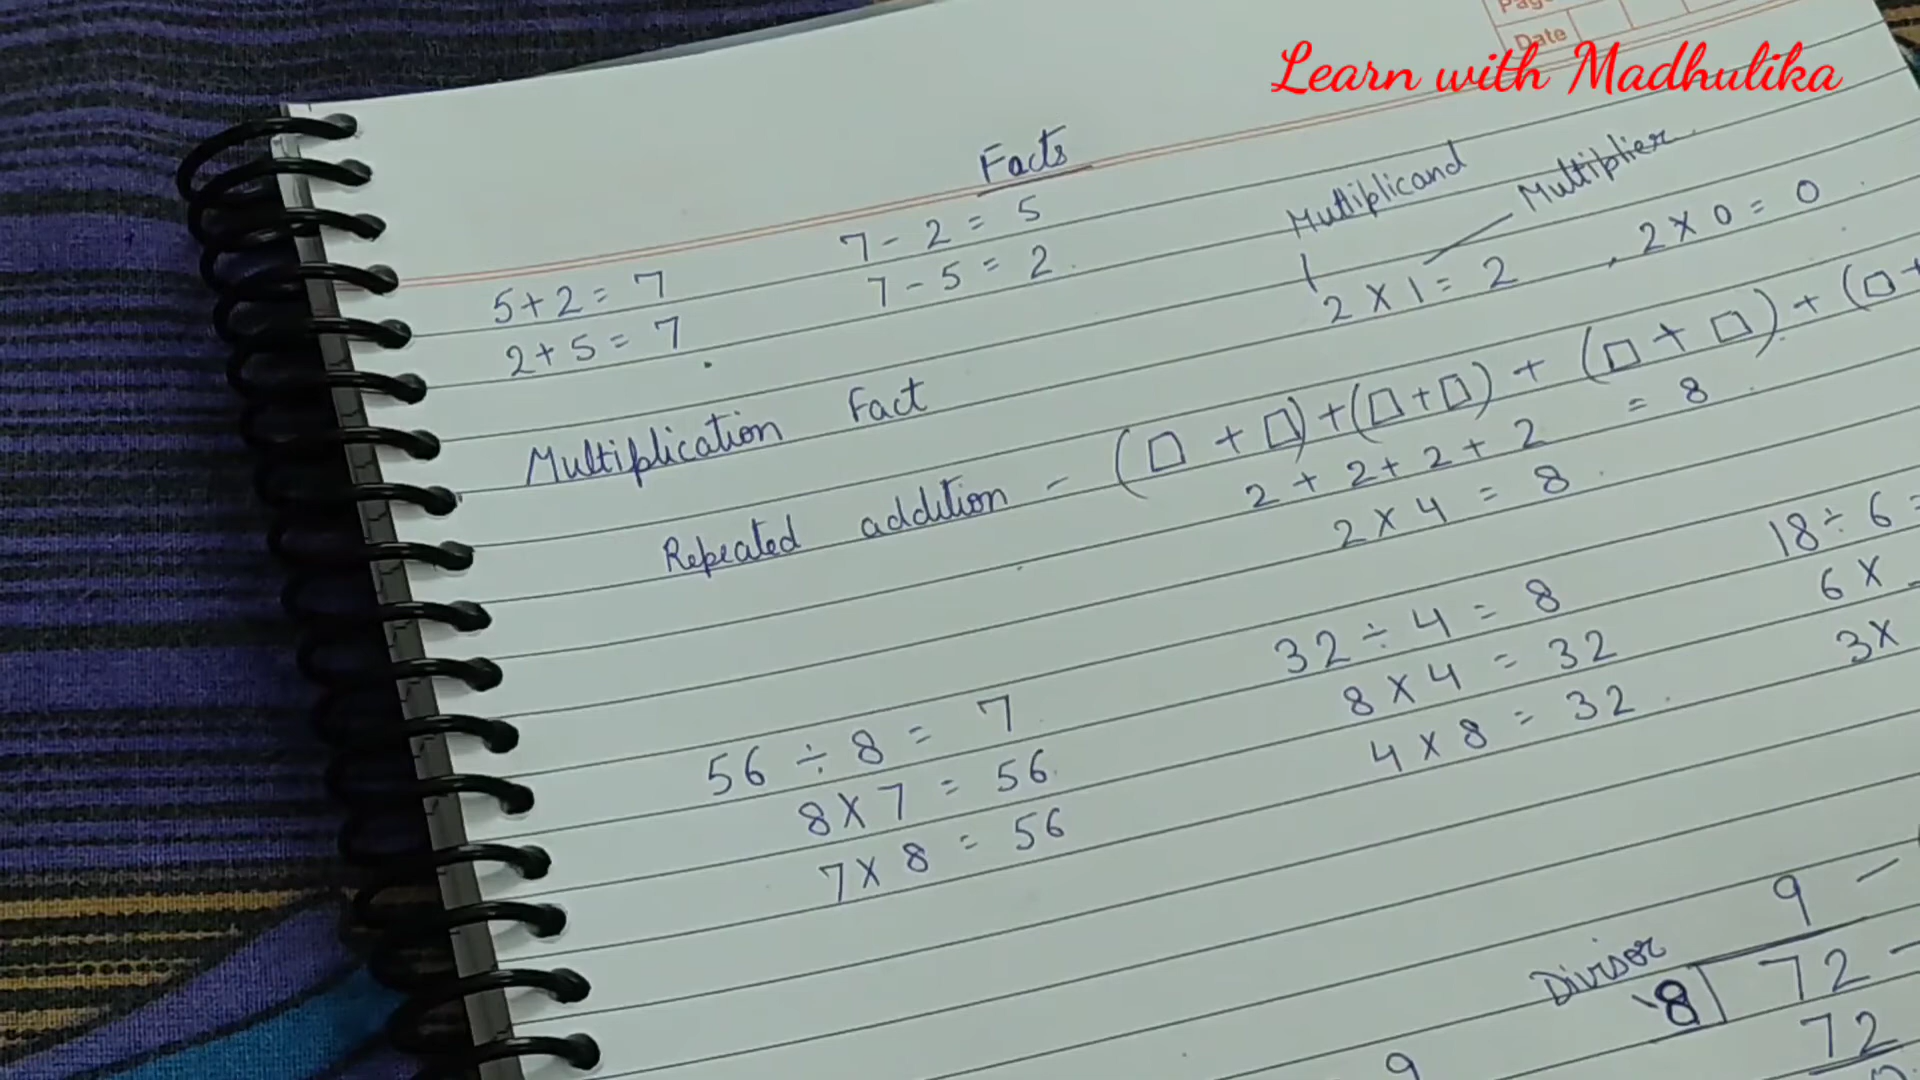 Page
Date
Learn with Madhulika
Facts
5 + 2 = 7
7 - 2 = 5
2 + 5 = 7
7 - 5 = 2
Multiplicand
Multiplier
2 X 1 = 2 , 2 X 0 = 0
Multiplication Fact
Repeated addition - (□ + □) + (□ + □) + (□ + □) + (□ +
2 + 2 + 2 + 2 = 8
2 X 4 = 8
56 ÷ 8 = 7
8 X 7 = 56
7 X 8 = 56
32 ÷ 4 = 8
8 X 4 = 32
4 X 8 = 32
18 ÷ 6 =
6 X
3 X
9 -
Divisor
8 72 -
72
9